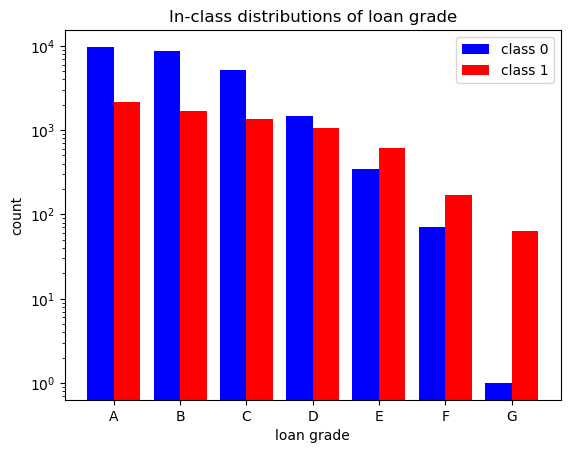 In-class distributions of loan grade
class 0
class 1
count
10⁴
10³
10²
10¹
10⁰
A B C D E F G
loan grade